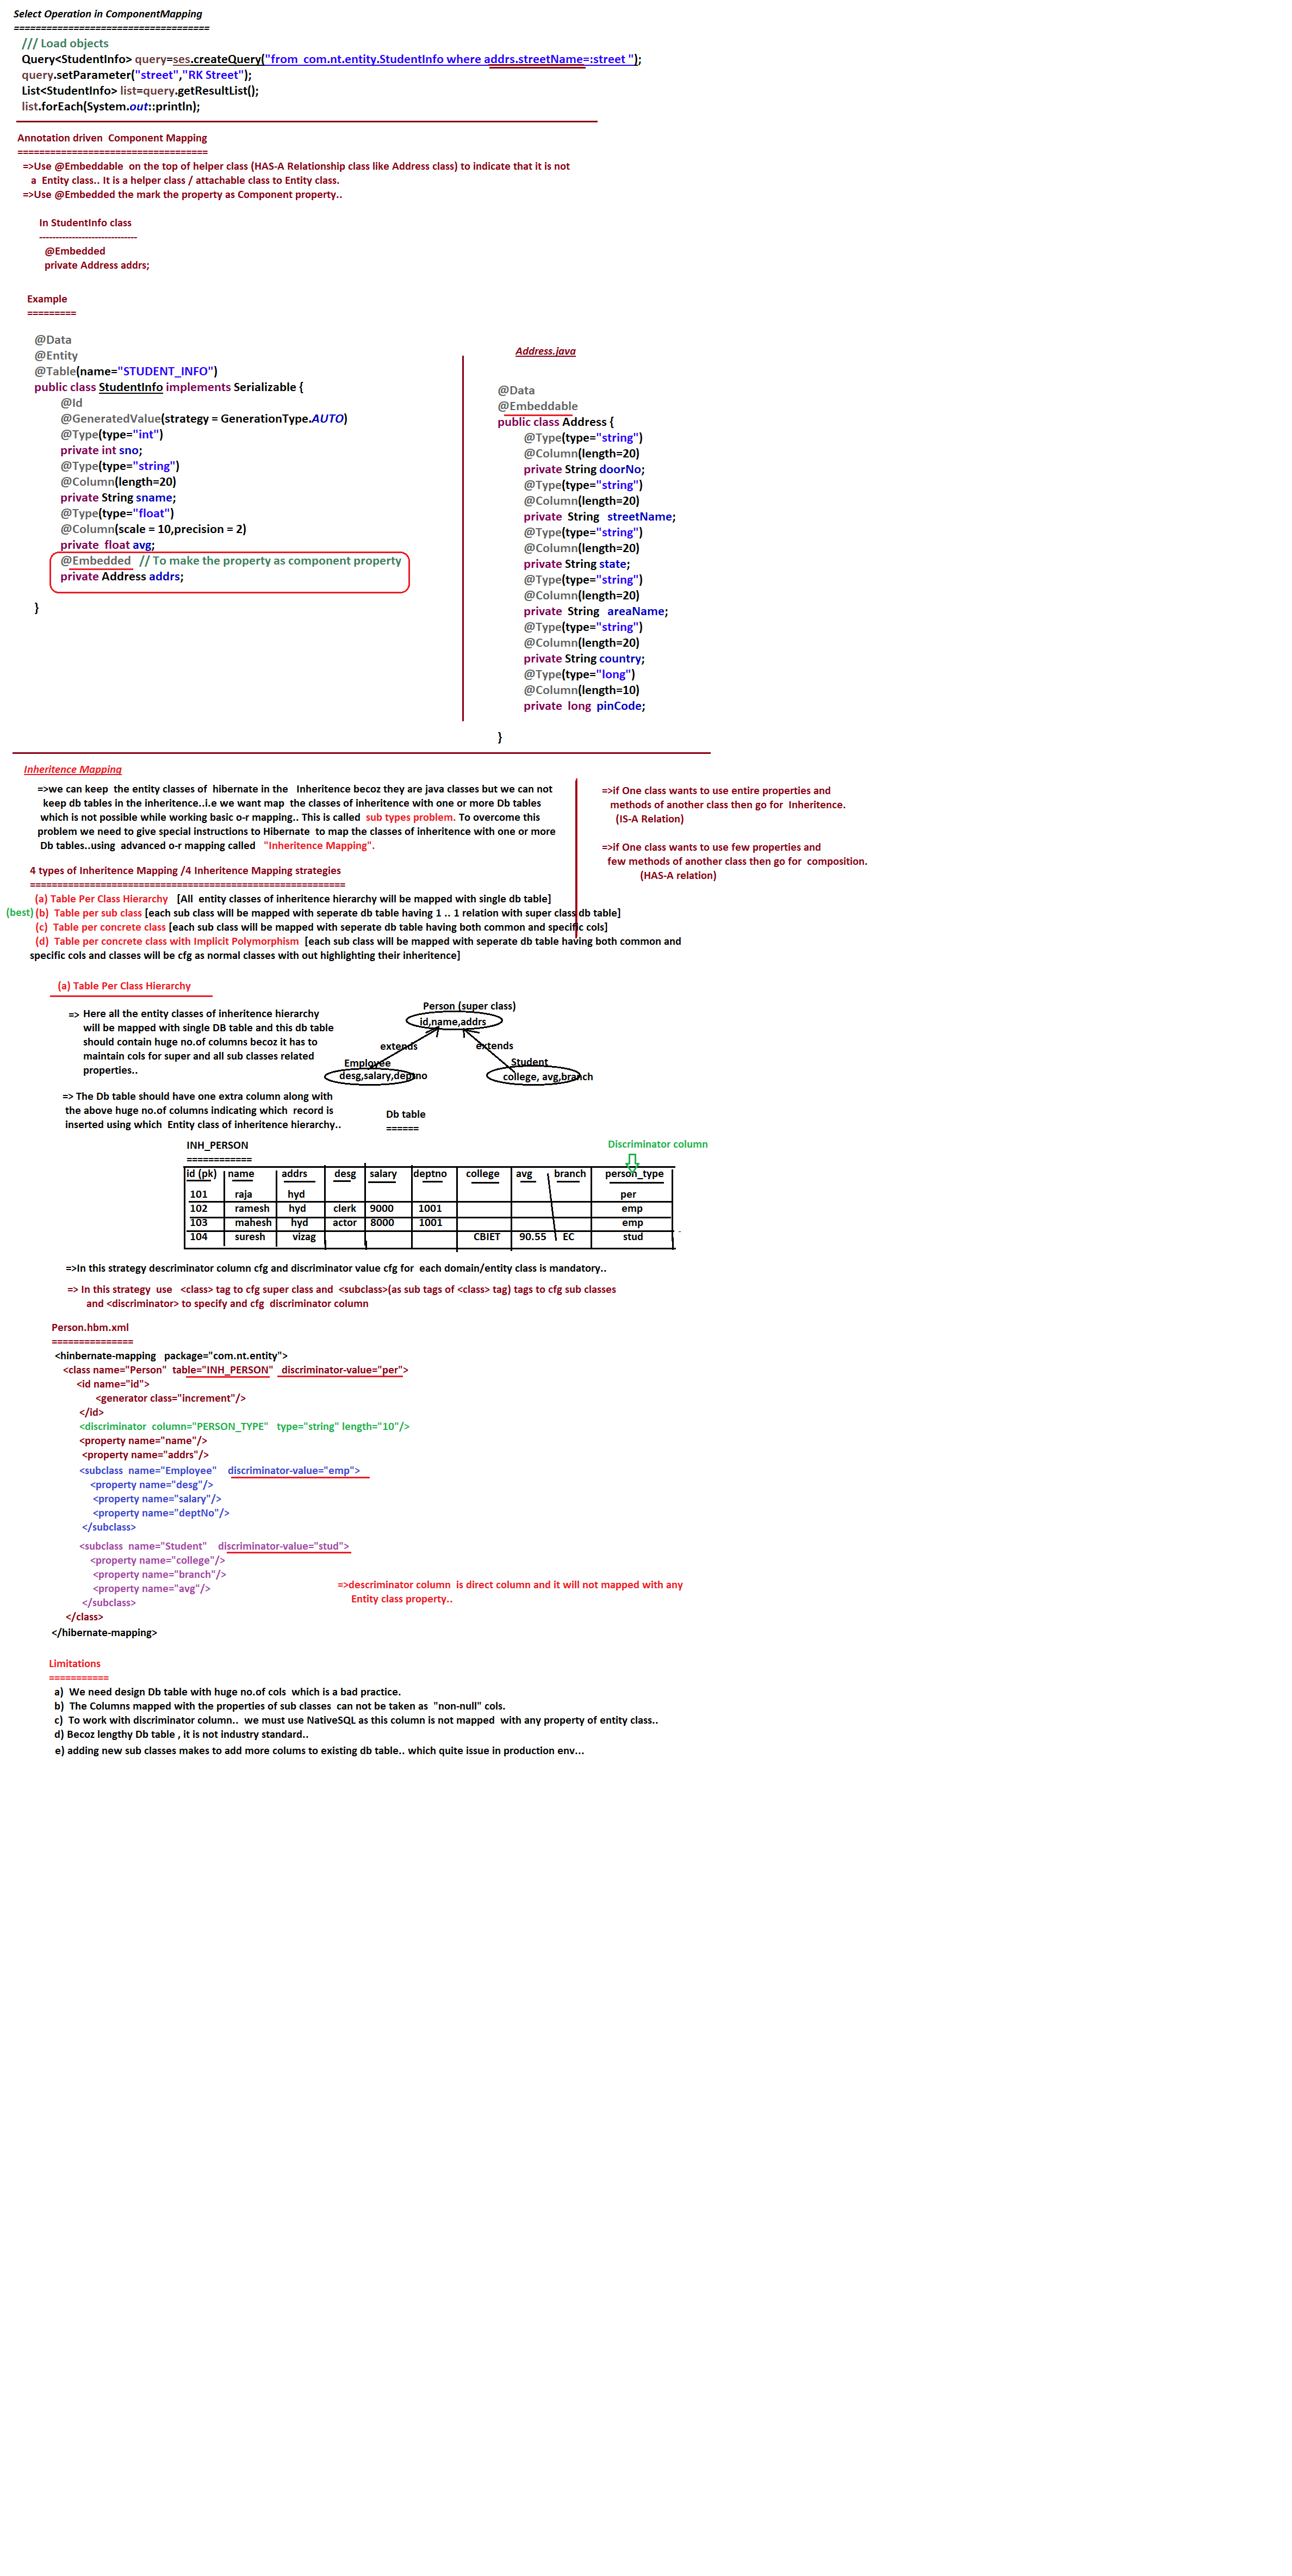 Select Operation in ComponentMapping
====================================
/// Load objects
Query<StudentInfo> query=ses.createQuery("from  com.nt.entity.StudentInfo where addrs.streetName=:street ");
query.setParameter("street","RK Street");
List<StudentInfo> list=query.getResultList();
list.forEach(System.out::println);
Annotation driven  Component Mapping
===================================
=>Use @Embeddable  on the top of helper class (HAS-A Relationship class like Address class) to indicate that it is not
a  Entity class.. It is a helper class / attachable class to Entity class.
=>Use @Embedded the mark the property as Component property..
In StudentInfo class
------------------------------
@Embedded
private Address addrs;
Example
=========
@Data
@Entity
@Table(name="STUDENT_INFO")
public class StudentInfo implements Serializable {
@Id
@GeneratedValue(strategy = GenerationType.AUTO)
@Type(type="int")
private int sno;
@Type(type="string")
@Column(length=20)
private String sname;
@Type(type="float")
@Column(scale = 10,precision = 2)
private  float avg;
@Embedded   // To make the property as component property
private Address addrs;
}
Address.java
@Data
@Embeddable
public class Address {
@Type(type="string")
@Column(length=20)
private String doorNo;
@Type(type="string")
@Column(length=20)
private  String   streetName;
@Type(type="string")
@Column(length=20)
private String state;
@Type(type="string")
@Column(length=20)
private  String   areaName;
@Type(type="string")
@Column(length=20)
private String country;
@Type(type="long")
@Column(length=10)
private  long  pinCode;
}
Inheritence Mapping
=>we can keep  the entity classes of  hibernate in the   Inheritence becoz they are java classes but we can not
keep db tables in the inheritence..i.e we want map  the classes of inheritence with one or more Db tables
which is not possible while working basic o-r mapping.. This is called  sub types problem. To overcome this
problem we need to give special instructions to Hibernate  to map the classes of inheritence with one or more
Db tables..using  advanced o-r mapping called   "Inheritence Mapping".
=>if One class wants to use entire properties and
methods of another class then go for  Inheritence.
(IS-A Relation)
=>if One class wants to use few properties and
few methods of another class then go for  composition.
(HAS-A relation)
4 types of Inheritence Mapping /4 Inheritence Mapping strategies
==========================================================
(a) Table Per Class Hierarchy   [All  entity classes of inheritence hierarchy will be mapped with single db table]
(best) (b)  Table per sub class [each sub class will be mapped with seperate db table having 1 .. 1 relation with super class db table]
(c)  Table per concrete class [each sub class will be mapped with seperate db table having both common and specific cols]
(d)  Table per concrete class with Implicit Polymorphism  [each sub class will be mapped with seperate db table having both common and
specific cols and classes will be cfg as normal classes with out highlighting their inheritence]
(a) Table Per Class Hierarchy
=> Here all the entity classes of inheritence hierarchy
will be mapped with single DB table and this db table
should contain huge no.of columns becoz it has to
maintain cols for super and all sub classes related
properties..
=> The Db table should have one extra column along with
the above huge no.of columns indicating which  record is
inserted using which  Entity class of inheritence hierarchy..
Person (super class)
id,name,addrs
extends extends
Employee Student
desg,salary,deptno college, avg,branch
Db table
======
INH_PERSON Discriminator column
============
id (pk) name addrs desg salary deptno college avg branch person_type
101 raja hyd per
102 ramesh hyd clerk 9000 1001 emp
103 mahesh hyd actor 8000 1001 emp
104 suresh vizag CBIET 90.55 EC stud
=>In this strategy descriminator column cfg and discriminator value cfg for  each domain/entity class is mandatory..
=> In this strategy  use   <class> tag to cfg super class and  <subclass>(as sub tags of <class> tag) tags to cfg sub classes
and <discriminator> to specify and cfg  discriminator column
Person.hbm.xml
===============
<hinbernate-mapping   package="com.nt.entity">
<class name="Person"  table="INH_PERSON"   discriminator-value="per">
<id name="id">
<generator class="increment"/>
</id>
<discriminator  column="PERSON_TYPE"   type="string" length="10"/>
<property name="name"/>
<property name="addrs"/>
<subclass  name="Employee"    discriminator-value="emp">
<property name="desg"/>
<property name="salary"/>
<property name="deptNo"/>
</subclass>
<subclass  name="Student"    discriminator-value="stud">
<property name="college"/>
<property name="branch"/>
<property name="avg"/>
</subclass>
</class>
</hibernate-mapping>
=>descriminator column  is direct column and it will not mapped with any
Entity class property..
Limitations
===========
a)  We need design Db table with huge no.of cols  which is a bad practice.
b)  The Columns mapped with the properties of sub classes  can not be taken as  "non-null" cols.
c)  To work with discriminator column..  we must use NativeSQL as this column is not mapped  with any property of entity class..
d) Becoz lengthy Db table , it is not industry standard..
e) adding new sub classes makes to add more colums to existing db table.. which quite issue in production env...